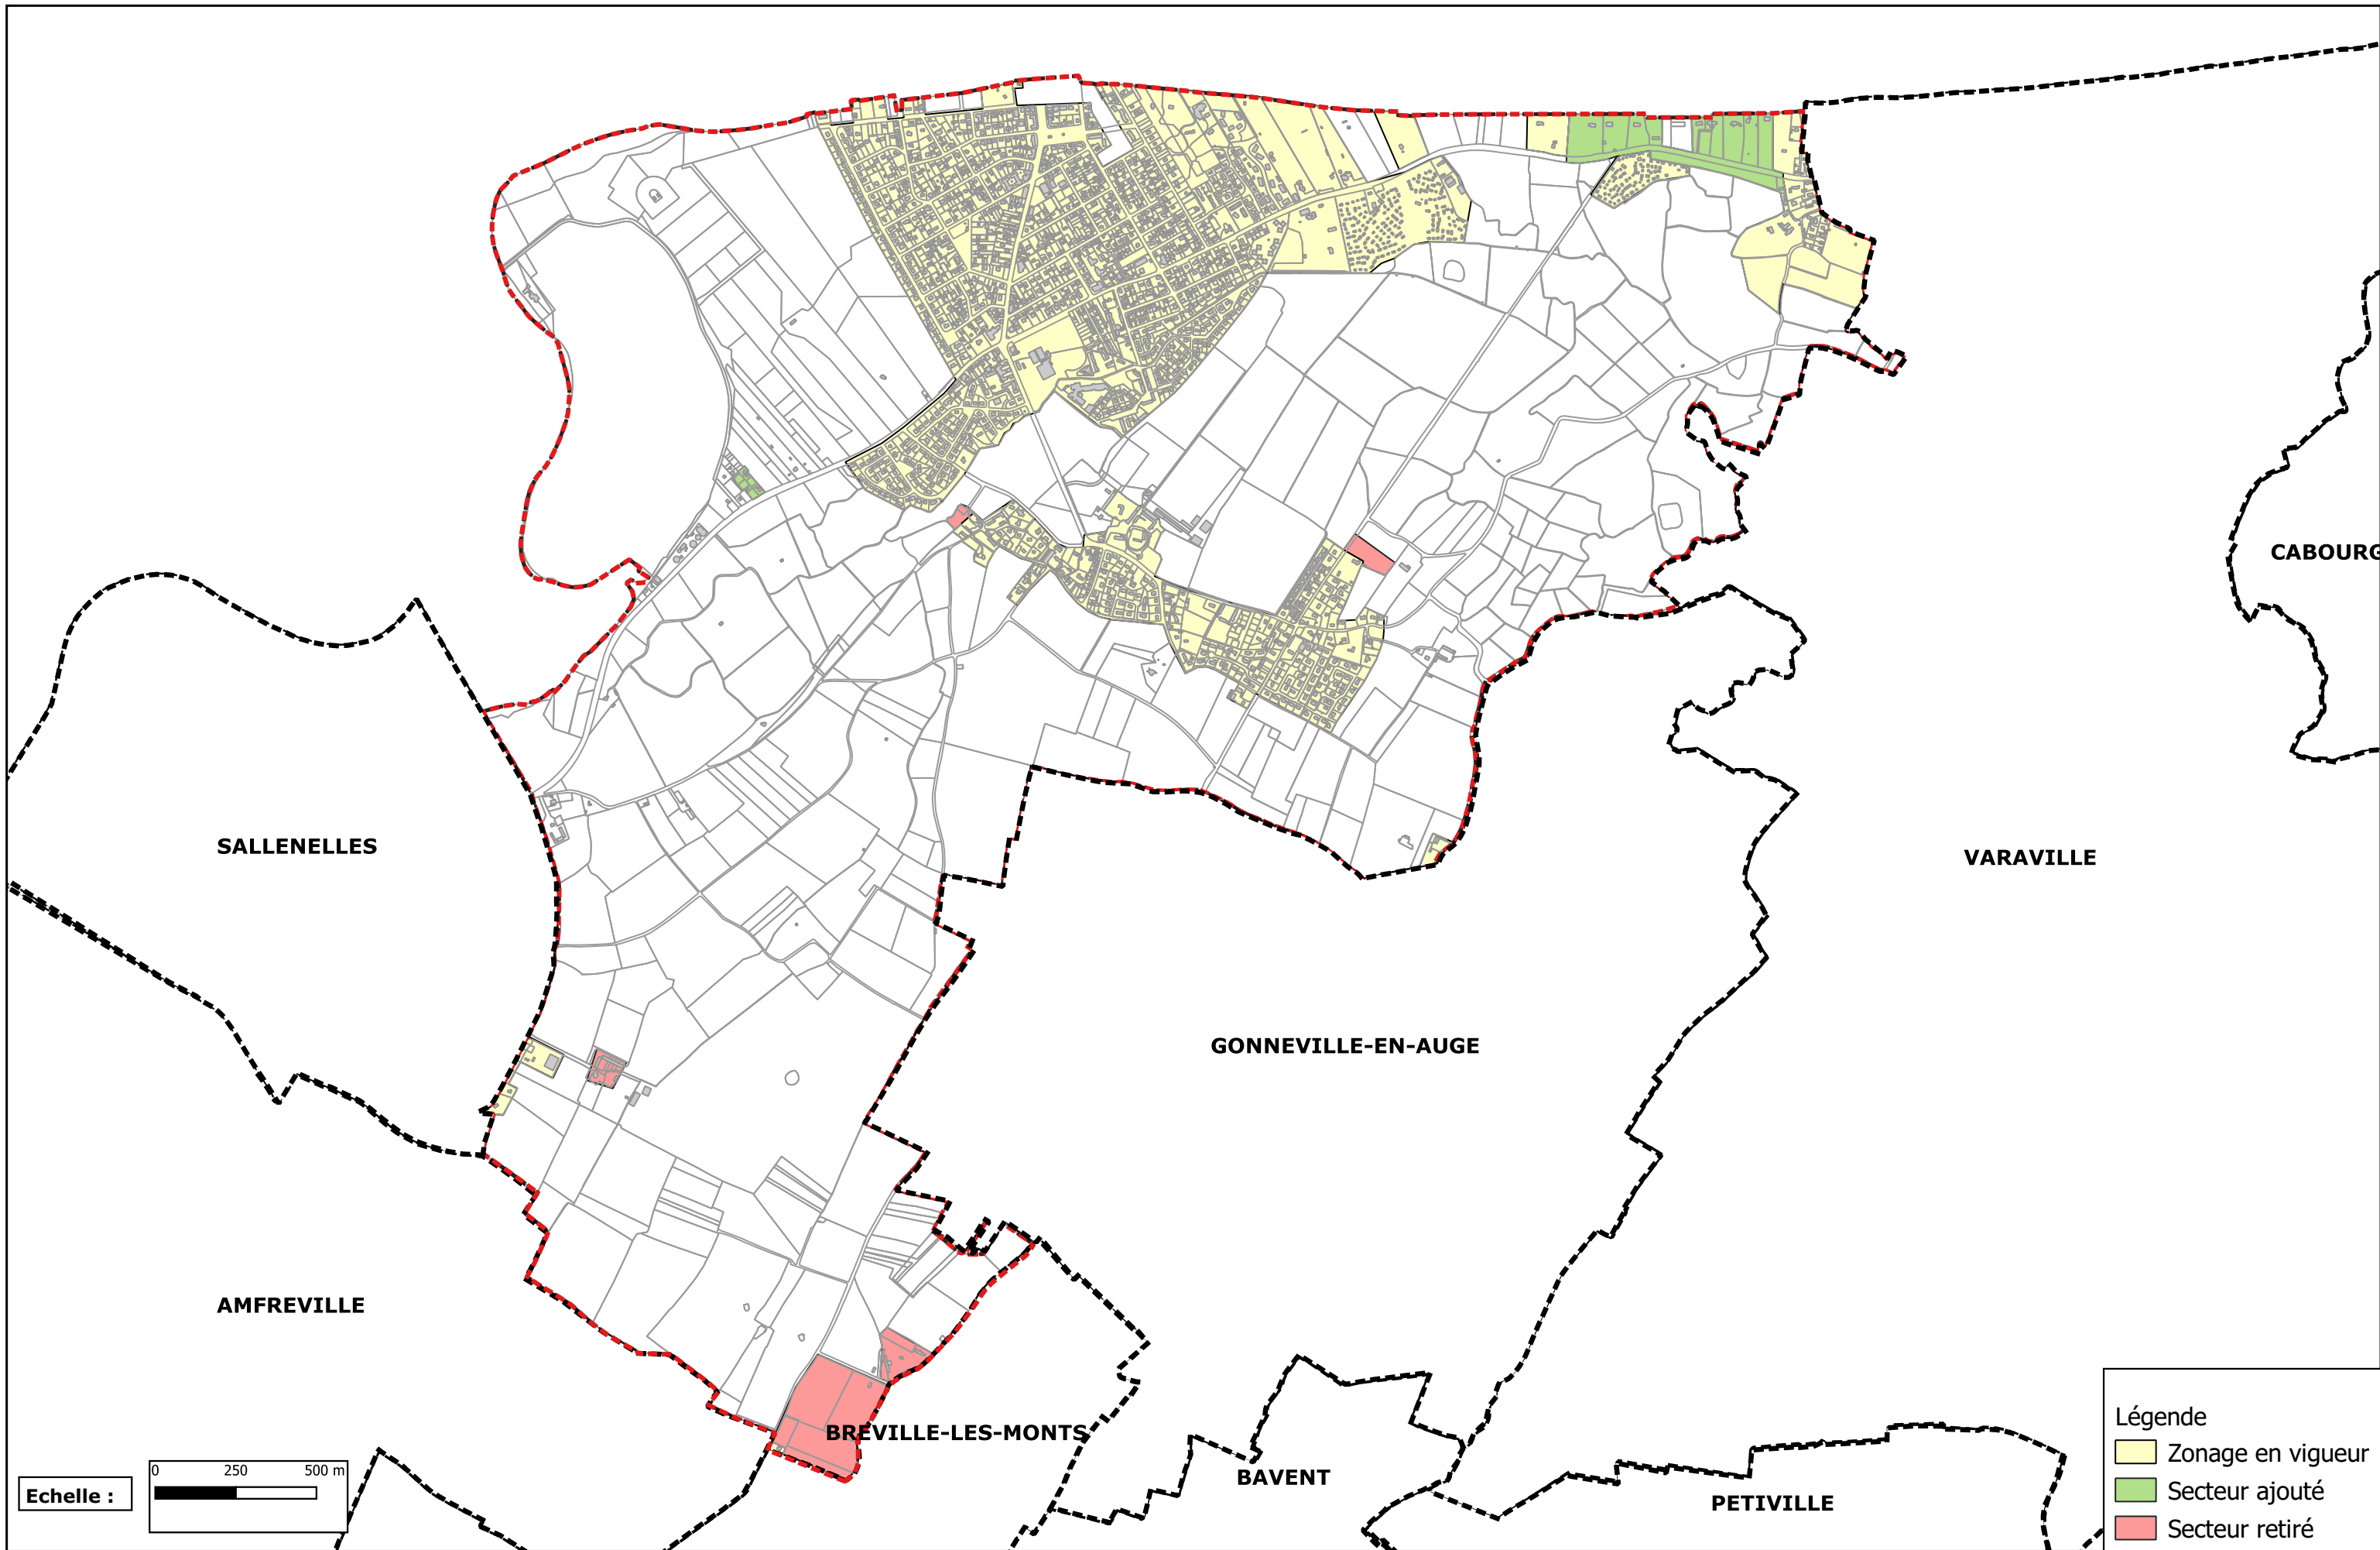 CABOURG
SALLENELLES
VARAVILLE
GONNEVILLE-EN-AUGE
AMFREVILLE
BREVILLE-LES-MONTS
BAVENT
PETIVILLE
Echelle :
0 250 500 m
Légende
Zonage en vigueur
Secteur ajouté
Secteur retiré